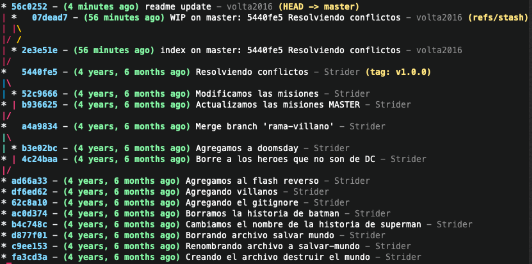 * 56c0252 - (4 minutes ago) readme update - volta2016 (HEAD -> master)
| *   07dead7 - (56 minutes ago) WIP on master: 5440fe5 Resolviendo conflictos - volta2016 (refs/stash)
| |\
|/ /
| * 2e3e51e - (56 minutes ago) index on master: 5440fe5 Resolviendo conflictos - volta2016
|/
*   5440fe5 - (4 years, 6 months ago) Resolviendo conflictos - Strider (tag: v1.0.0)
|\
| * 52c9666 - (4 years, 6 months ago) Modificamos las misiones - Strider
* | b936625 - (4 years, 6 months ago) Actualizamos las misiones MASTER - Strider
|/
*   a4a9834 - (4 years, 6 months ago) Merge branch 'rama-villano' - Strider
|\
| * b3e02bc - (4 years, 6 months ago) Agregamos a doomsday - Strider
* | 4c24baa - (4 years, 6 months ago) Borre a los heroes que no son de DC - Strider
|/
* ad66a33 - (4 years, 6 months ago) Agregamos al flash reverso - Strider
* df6ed62 - (4 years, 6 months ago) Agregando villanos - Strider
* 62c8a10 - (4 years, 6 months ago) Agregamos el gitignore - Strider
* ac0d374 - (4 years, 6 months ago) Borramos la historia de batman - Strider
* b4c748c - (4 years, 6 months ago) Cambiamos el nombre de la historia de superman - Strider
* d877f01 - (4 years, 6 months ago) Borrando archivo salvar mundo - Strider
* c9ee153 - (4 years, 6 months ago) Renombrando archivo a salvar-mundo - Strider
* fa3cd3a - (4 years, 6 months ago) Creando el archivo destruir el mundo - Strider